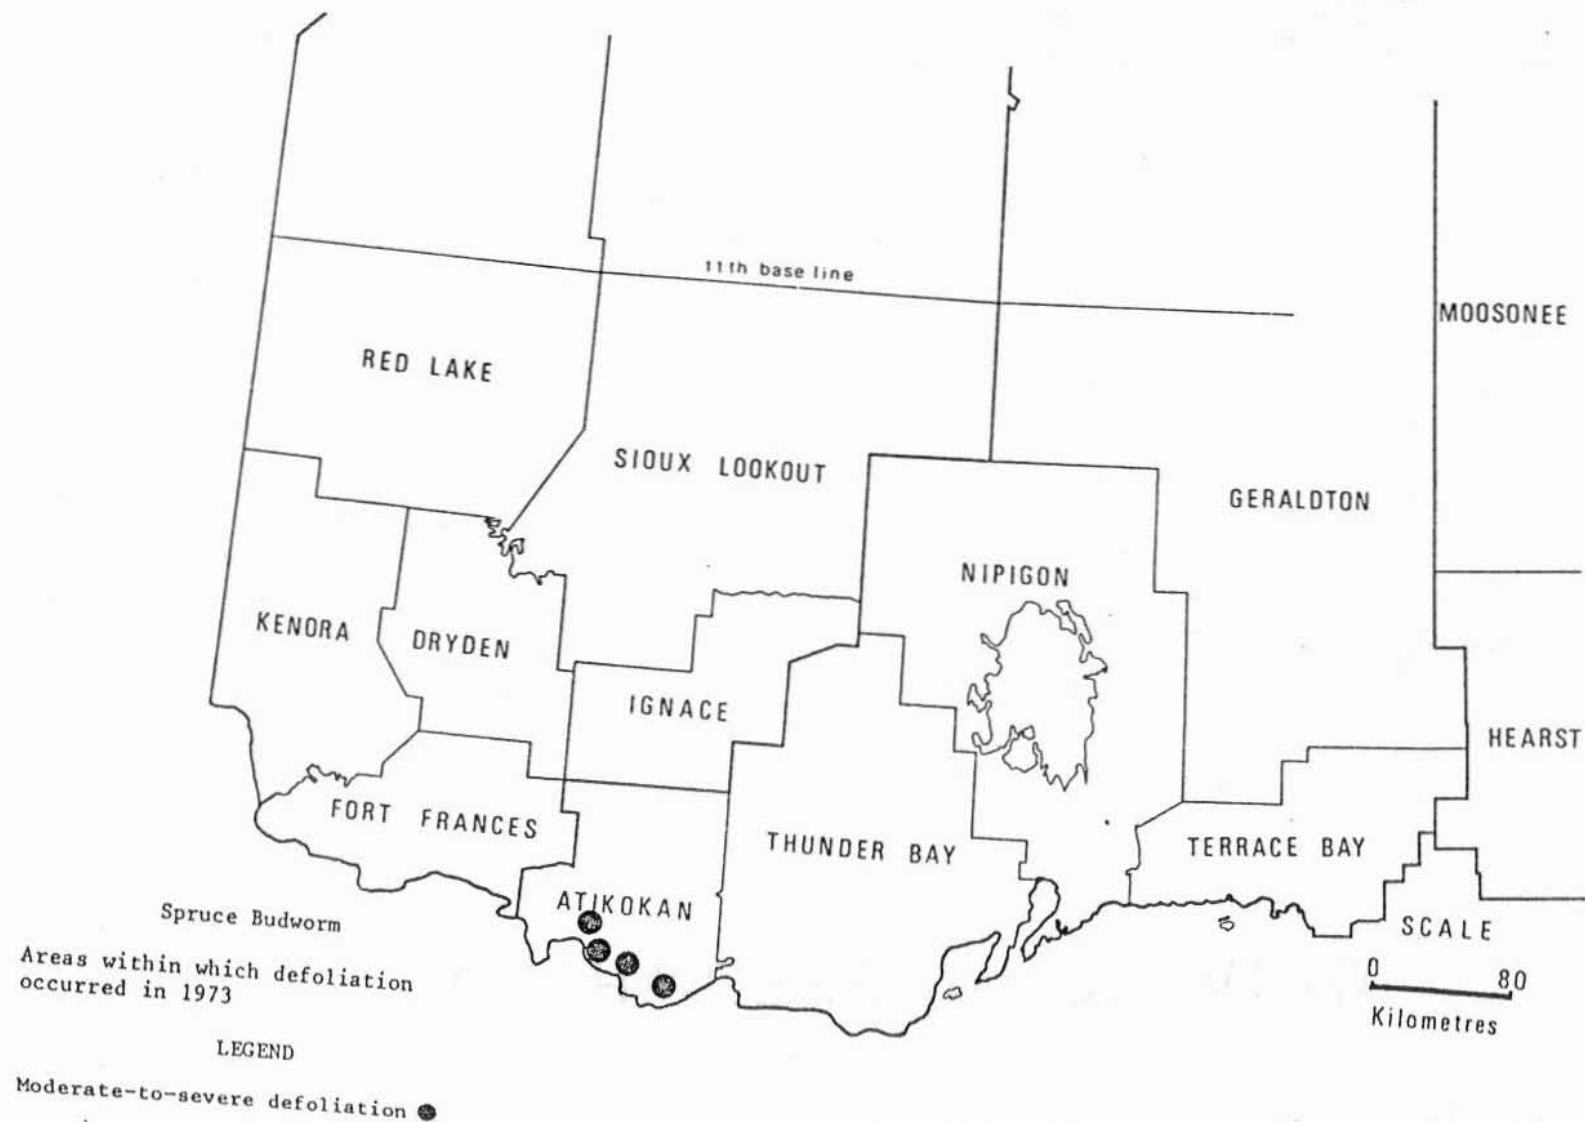 11th base line
MOOSONEE
RED LAKE
SIOUX LOOKOUT
GERALDTON
NIPIGON
KENORA
DRYDEN
IGNACE
HEARST
FORT FRANCES
THUNDER BAY
TERRACE BAY
ATIKOKAN
Spruce Budworm
Areas within which defoliation
occurred in 1973
LEGEND
Moderate-to-severe defoliation
SCALE
0 80
Kilometres